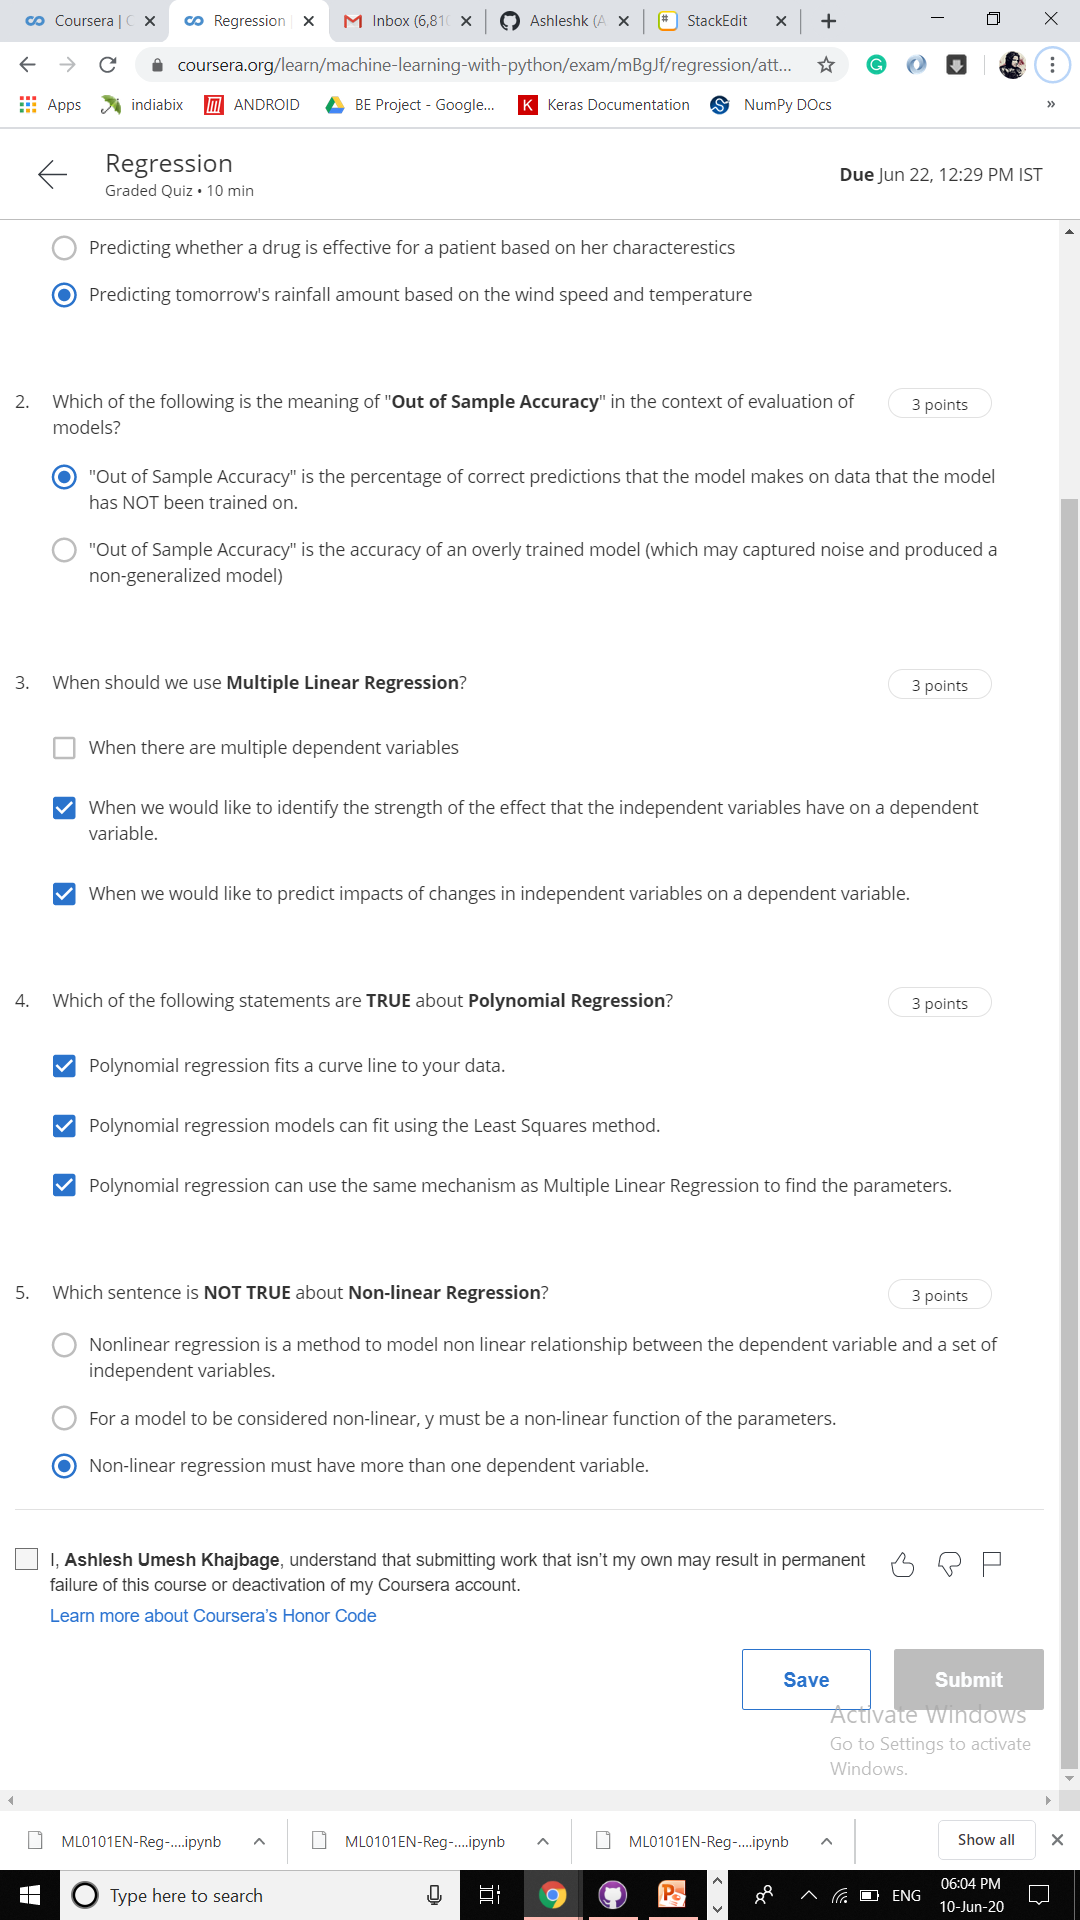 Coursera | C
Regression
Inbox (6,810
Ashleshk (A
StackEdit
coursera.org/learn/machine-learning-with-python/exam/mBgJf/regression/att...
Apps
indiabix
ANDROID
BE Project - Google...
Keras Documentation
NumPy DOcs
»
Regression
Graded Quiz • 10 min
Due Jun 22, 12:29 PM IST
Predicting whether a drug is effective for a patient based on her characterestics
Predicting tomorrow's rainfall amount based on the wind speed and temperature
2. Which of the following is the meaning of "Out of Sample Accuracy" in the context of evaluation of
models?
3 points
"Out of Sample Accuracy" is the percentage of correct predictions that the model makes on data that the model
has NOT been trained on.
"Out of Sample Accuracy" is the accuracy of an overly trained model (which may captured noise and produced a
non-generalized model)
3. When should we use Multiple Linear Regression?
3 points
When there are multiple dependent variables
When we would like to identify the strength of the effect that the independent variables have on a dependent
variable.
When we would like to predict impacts of changes in independent variables on a dependent variable.
4. Which of the following statements are TRUE about Polynomial Regression?
3 points
Polynomial regression fits a curve line to your data.
Polynomial regression models can fit using the Least Squares method.
Polynomial regression can use the same mechanism as Multiple Linear Regression to find the parameters.
5. Which sentence is NOT TRUE about Non-linear Regression?
3 points
Nonlinear regression is a method to model non linear relationship between the dependent variable and a set of
independent variables.
For a model to be considered non-linear, y must be a non-linear function of the parameters.
Non-linear regression must have more than one dependent variable.
I, Ashlesh Umesh Khajbage, understand that submitting work that isn't my own may result in permanent
failure of this course or deactivation of my Coursera account.
Learn more about Coursera's Honor Code
Save
Submit
Activate Windows
Go to Settings to activate
Windows.
ML0101EN-Reg-....ipynb
ML0101EN-Reg-....ipynb
ML0101EN-Reg-....ipynb
Show all
Type here to search
ENG
06:04 PM
10-Jun-20